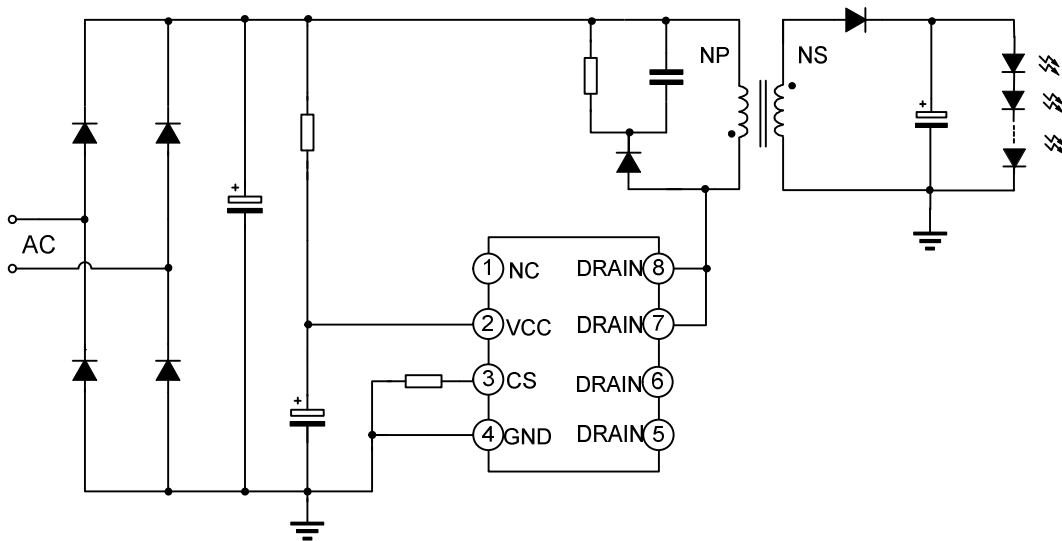 NP NS
+
+
AC
1 NC DRAIN 8
2 VCC DRAIN 7
3 CS DRAIN 6
+
4 GND DRAIN 5